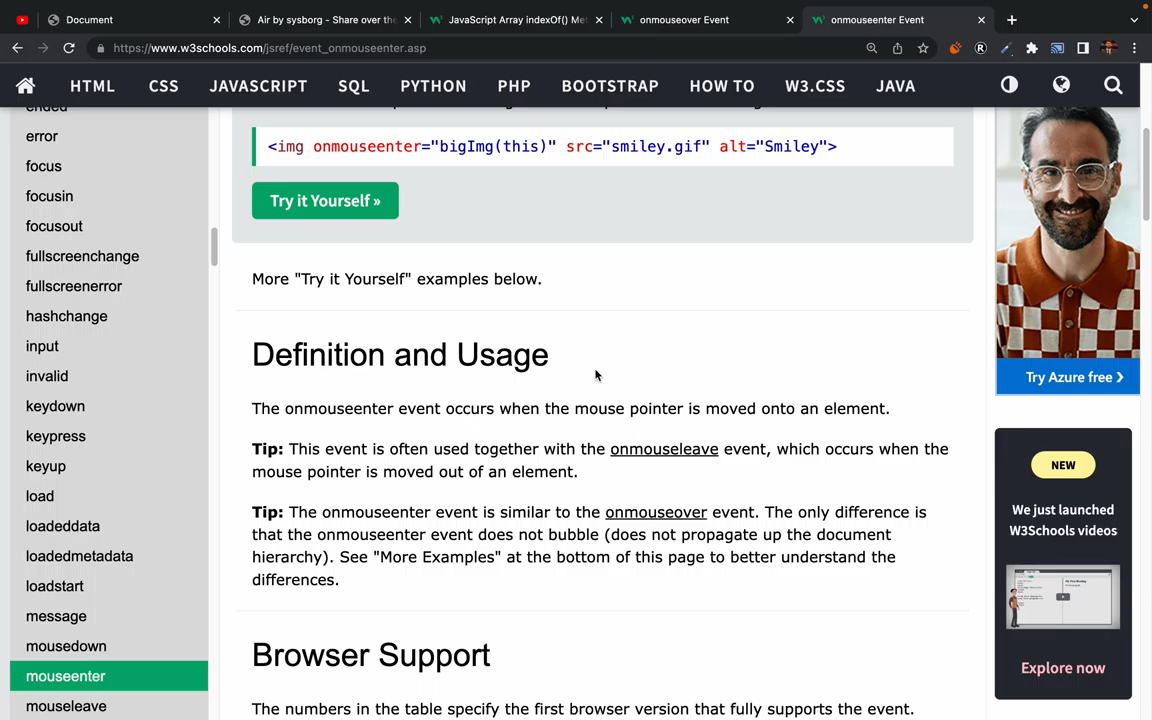 Document
Air by sysborg - Share over the
JavaScript Array indexOf() Met
onmouseover Event
onmouseenter Event
https://www.w3schools.com/jsref/event_onmouseenter.asp
HTML CSS JAVASCRIPT SQL PYTHON PHP BOOTSTRAP HOW TO W3.CSS JAVA
ended
error
focus
focusin
focusout
fullscreenchange
fullscreenerror
hashchange
input
invalid
keydown
keypress
keyup
load
loadeddata
loadedmetadata
loadstart
message
mousedown
mouseenter
mouseleave
<img onmouseenter="bigImg(this)" src="smiley.gif" alt="Smiley">
Try it Yourself »
More "Try it Yourself" examples below.
Definition and Usage
The onmouseenter event occurs when the mouse pointer is moved onto an element.
Tip: This event is often used together with the onmouseleave event, which occurs when the
mouse pointer is moved out of an element.
Tip: The onmouseenter event is similar to the onmouseover event. The only difference is
that the onmouseenter event does not bubble (does not propagate up the document
hierarchy). See "More Examples" at the bottom of this page to better understand the
differences.
Browser Support
The numbers in the table specify the first browser version that fully supports the event.
Try Azure free ❯
NEW
We just launched
W3Schools videos
Explore now